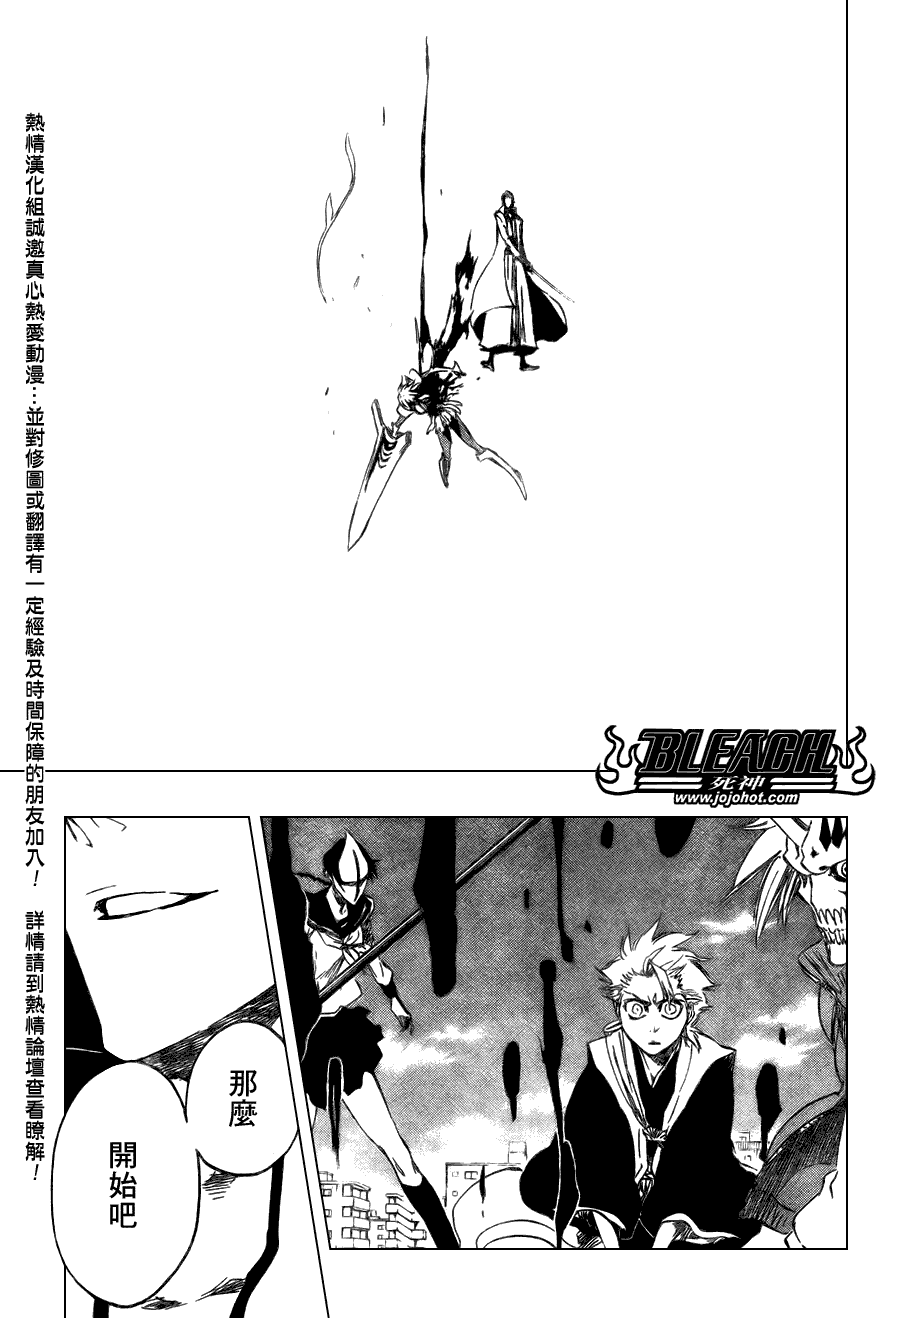 熱情漢化組誠邀真心熱愛動漫…並對修圖或翻譯有一定經驗及時間保障的朋友加入！ 詳情請到熱情論壇查看瞭解！
BLEACH
死神
www.jojohot.com
那麼
開始吧